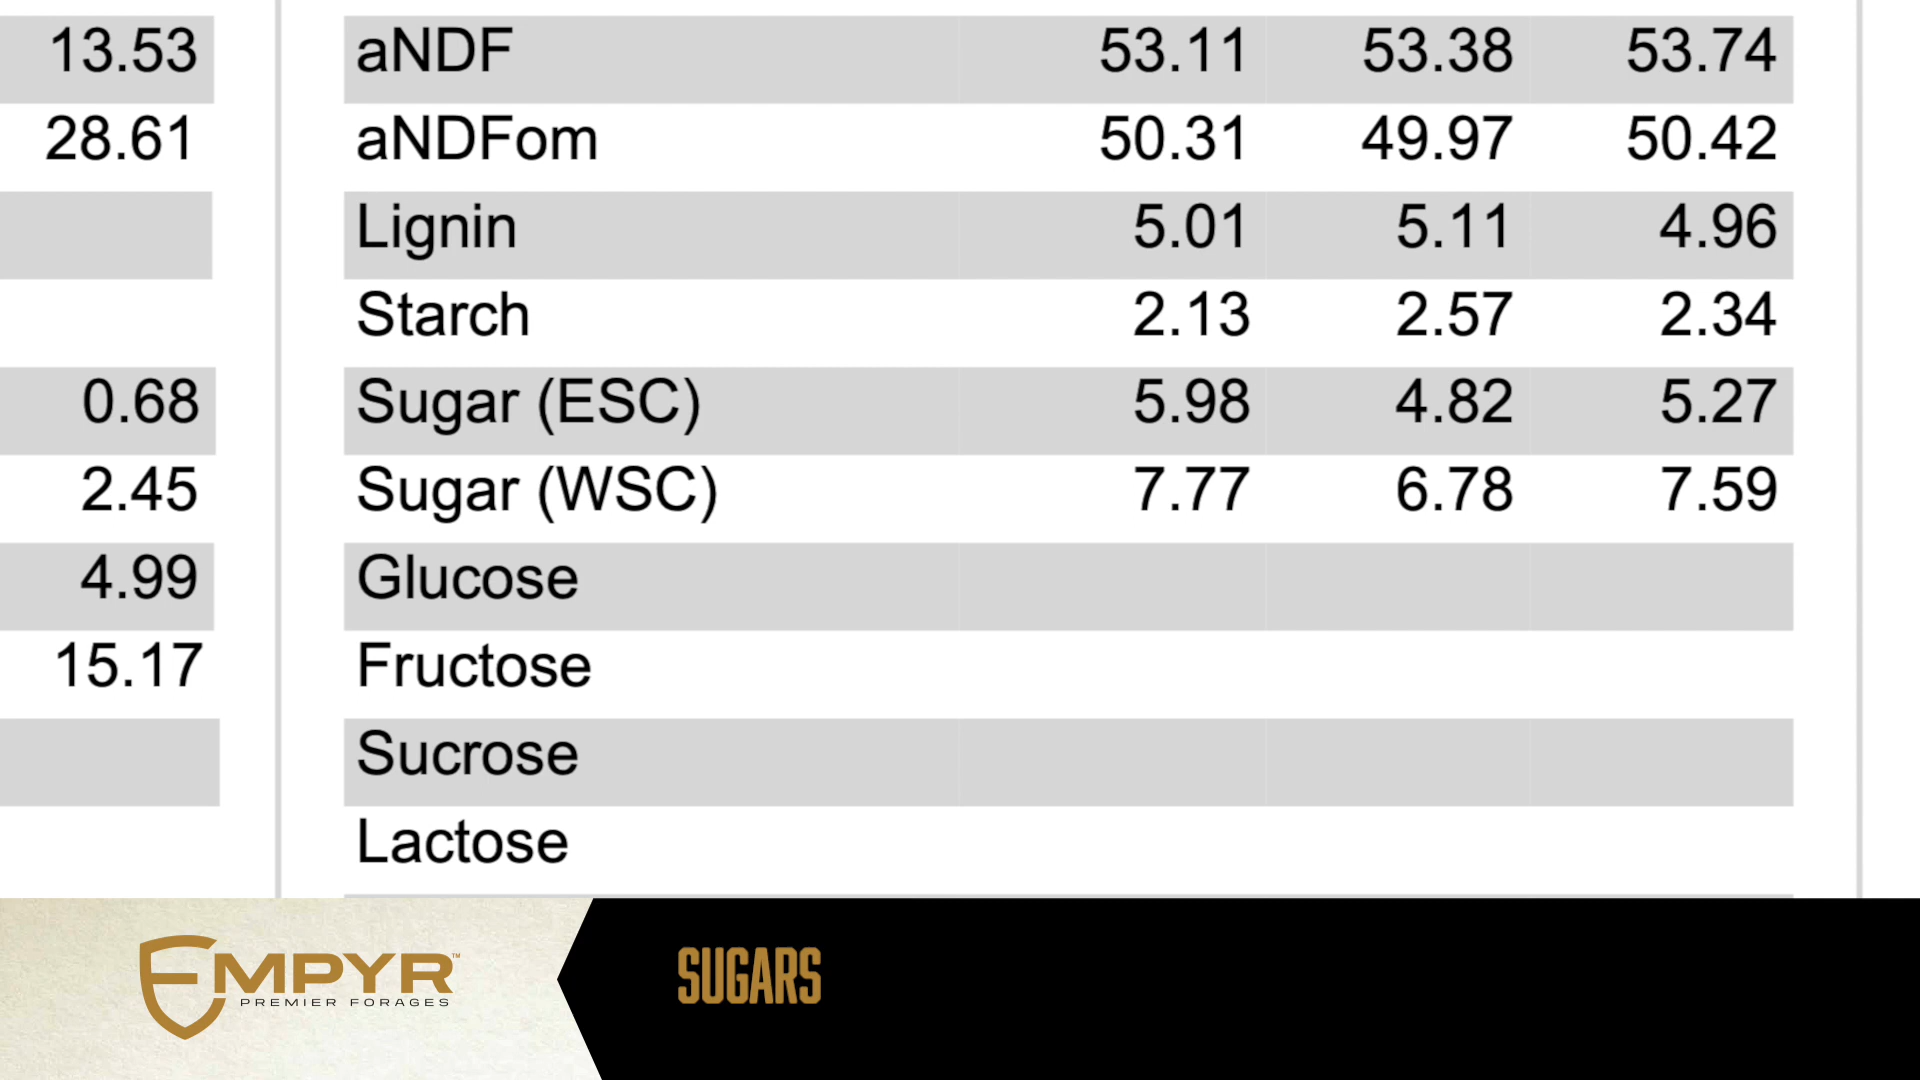 13.53 aNDF 53.11 53.38 53.74
28.61 aNDFom 50.31 49.97 50.42
Lignin 5.01 5.11 4.96
Starch 2.13 2.57 2.34
0.68 Sugar (ESC) 5.98 4.82 5.27
2.45 Sugar (WSC) 7.77 6.78 7.59
4.99 Glucose
15.17 Fructose
Sucrose
Lactose
EMPYR™
PREMIER FORAGES
SUGARS